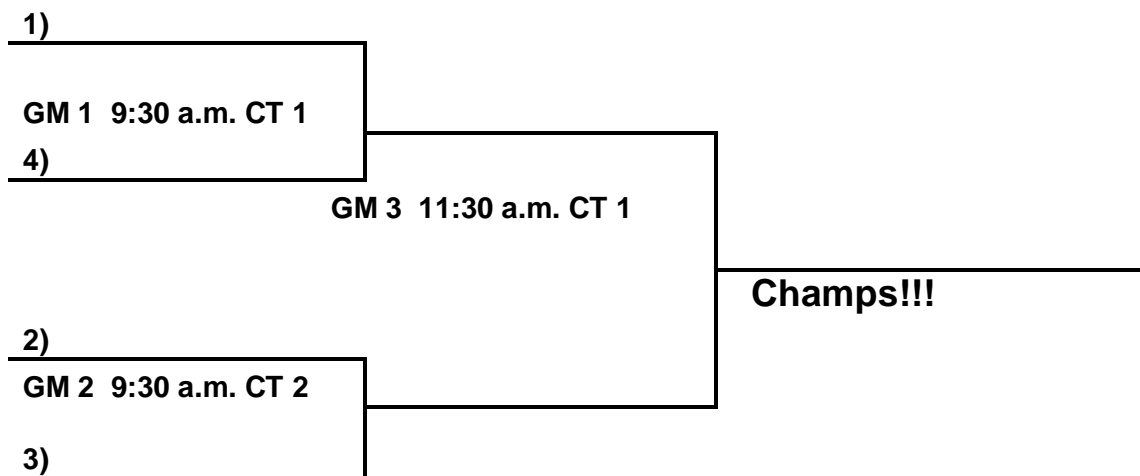 1)
GM 1  9:30 a.m. CT 1
4)
GM 3  11:30 a.m. CT 1
Champs!!!
2)
GM 2  9:30 a.m. CT 2
3)